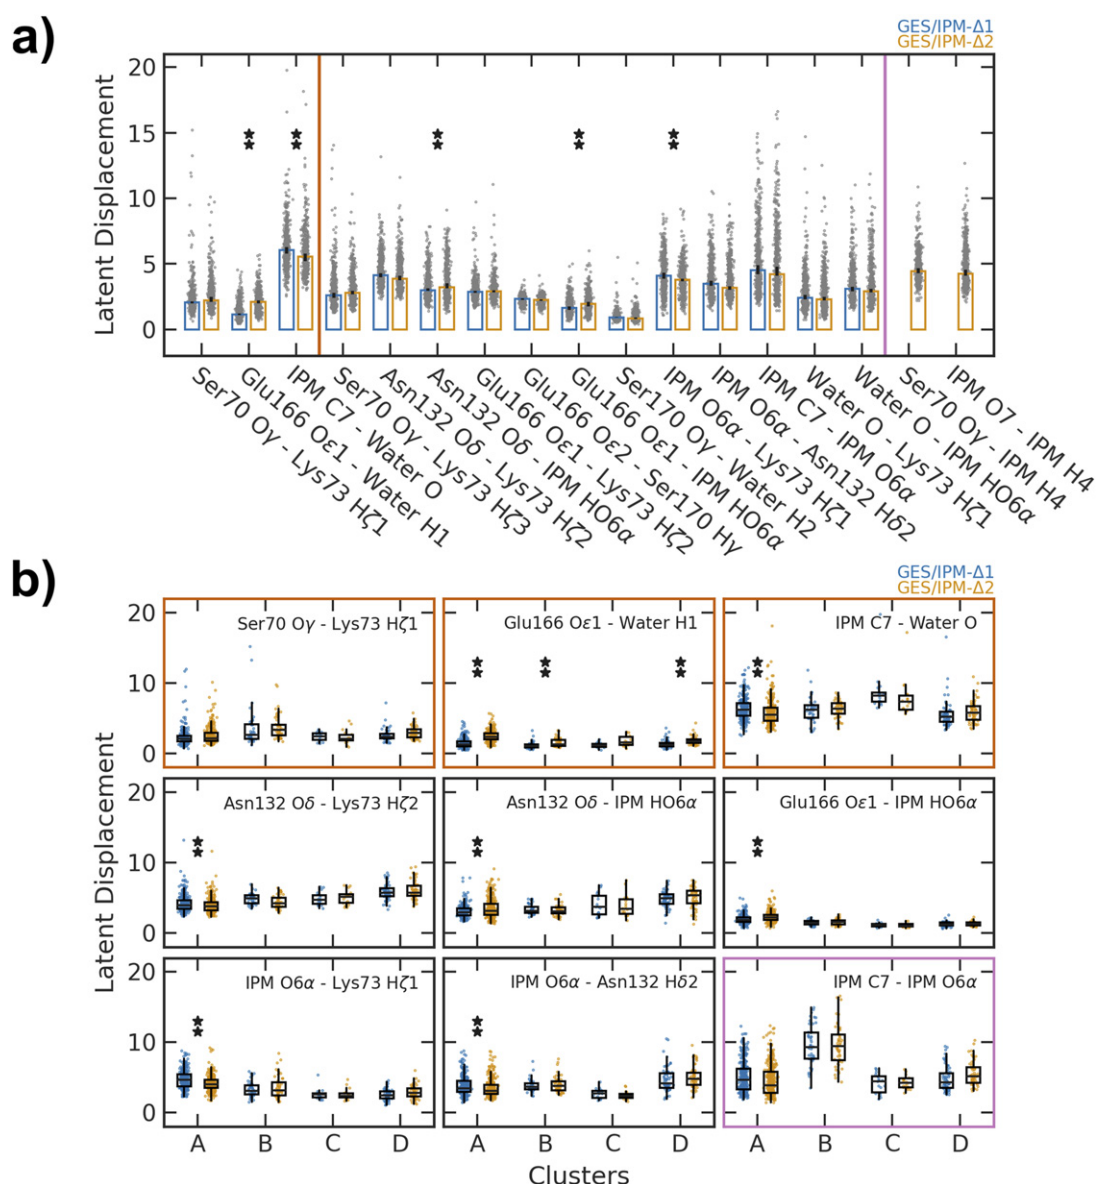 a)
GES/IPM-Δ1
GES/IPM-Δ2
Latent Displacement
20
15
10
5
0
Ser70 Oγ - Lys73 Hζ1
Glu166 Oε1 - Water H1
IPM C7 - Water O
Ser70 Oγ - Lys73 Hζ3
Asn132 Oδ - Lys73 Hζ2
Asn132 Oδ - IPM HO6α
Glu166 Oε1 - Lys73 Hζ2
Glu166 Oε2 - Ser170 Hγ
Glu166 Oε1 - IPM HO6α
Ser170 Oγ - Water H2
IPM O6α - Lys73 Hζ1
IPM O6α - Asn132 Hδ2
IPM C7 - IPM O6α
Water O - Lys73 Hζ1
Water O - IPM HO6α
Ser70 Oγ - IPM H4
IPM O7 - IPM H4
b)
GES/IPM-Δ1
GES/IPM-Δ2
Latent Displacement
20
10
0
Ser70 Oγ - Lys73 Hζ1
Glu166 Oε1 - Water H1
IPM C7 - Water O
20
10
0
Asn132 Oδ - Lys73 Hζ2
Asn132 Oδ - IPM HO6α
Glu166 Oε1 - IPM HO6α
20
10
0
IPM O6α - Lys73 Hζ1
IPM O6α - Asn132 Hδ2
IPM C7 - IPM O6α
A B C D
A B C D
A B C D
Clusters